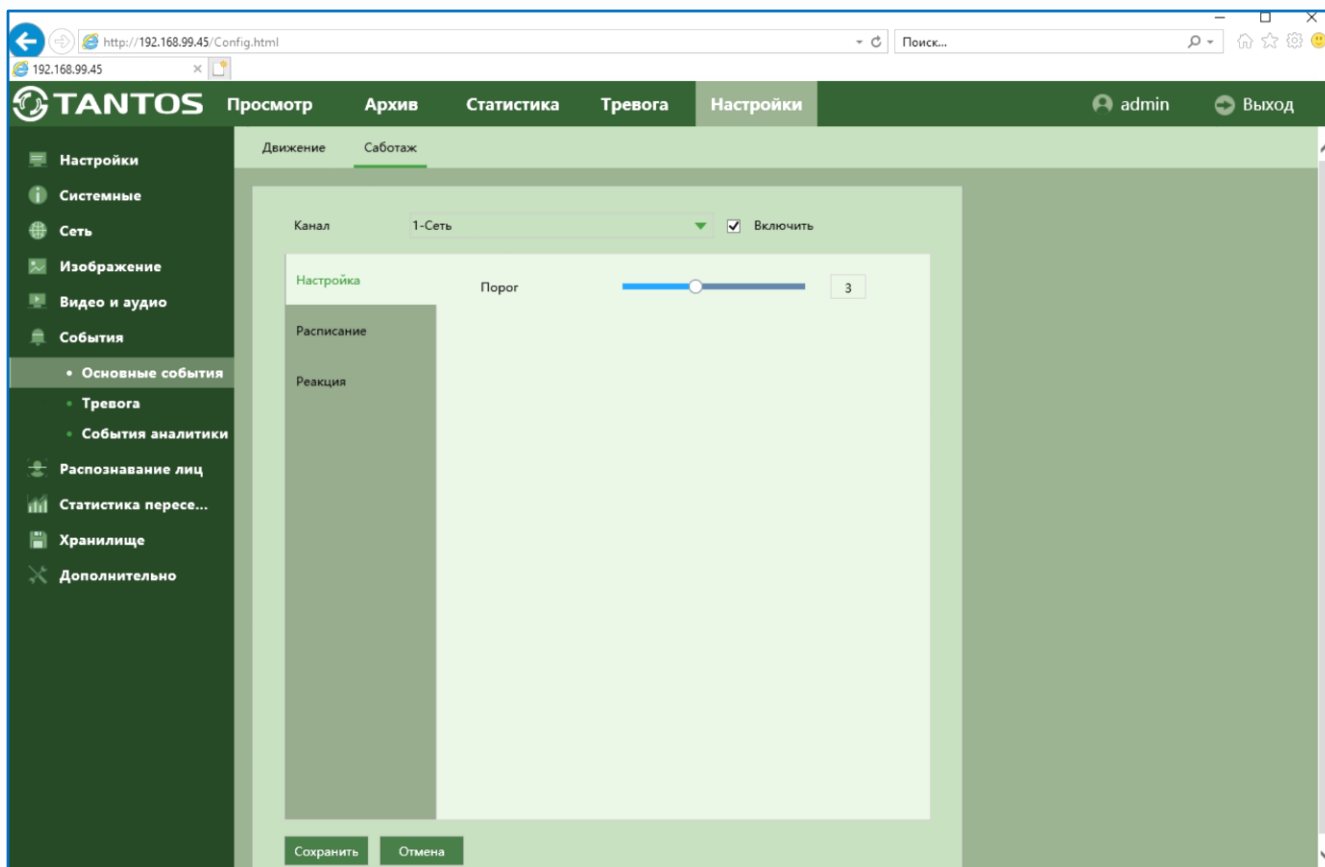 http://192.168.99.45/Config.html
Поиск...
192.168.99.45
TANTOS Просмотр Архив Статистика Тревога Настройки admin Выход
Движение Саботаж
Настройки
Системные
Сеть
Изображение
Видео и аудио
События
Основные события
Тревога
События аналитики
Распознавание лиц
Статистика пересе...
Хранилище
Дополнительно
Канал 1-Сеть Включить
Настройка
Порог 3
Расписание
Реакция
Сохранить Отмена